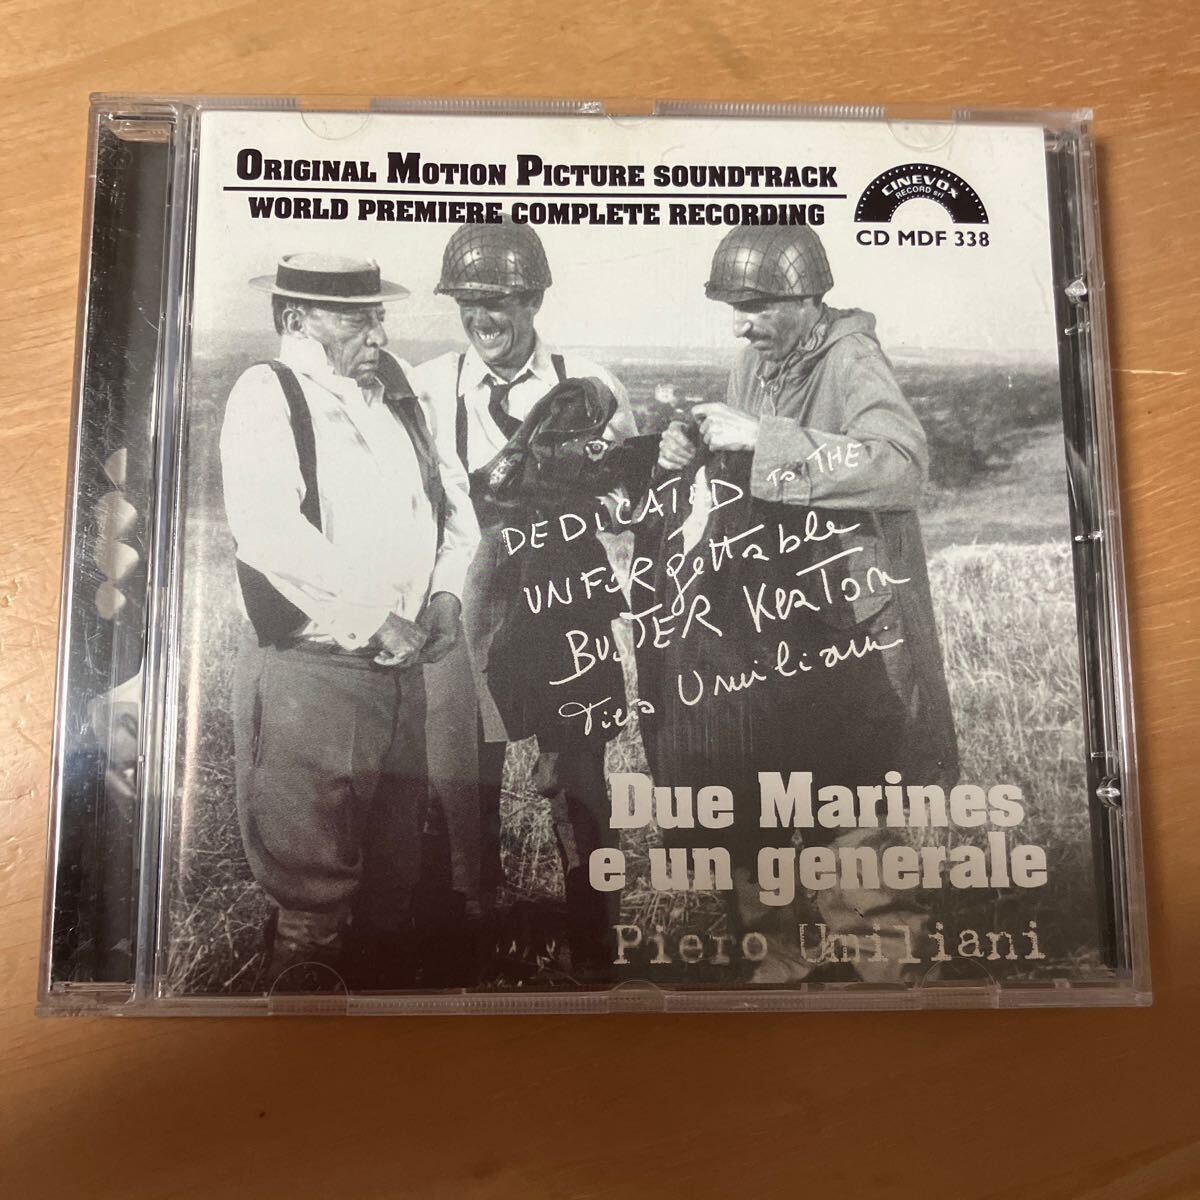 ORIGINAL MOTION PICTURE SOUNDTRACK
WORLD PREMIERE COMPLETE RECORDING
CINEVOX
RECORD srl
CD MDF 338
DEDICATED TO THE
UNFORgettable
BUSTER KEATON
Piero Umiliani
Due Marines
e un generale
Piero Umiliani